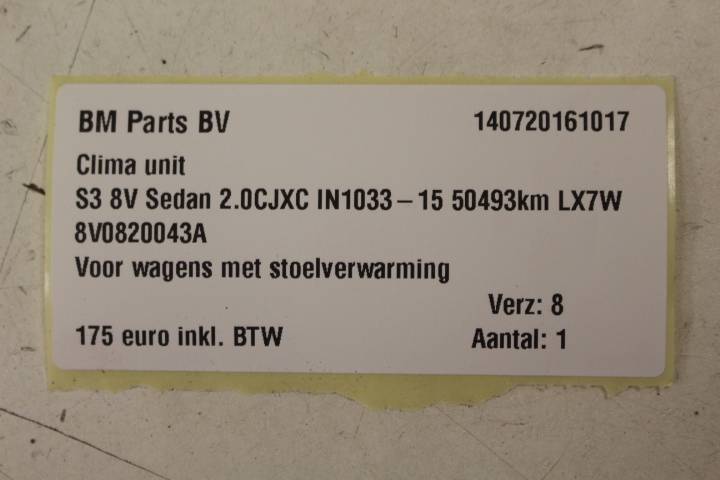 BM Parts BV 140720161017
Clima unit
S3 8V Sedan 2.0CJXC IN1033-15 50493km LX7W
8V0820043A
Voor wagens met stoelverwarming
Verz: 8
175 euro inkl. BTW Aantal: 1